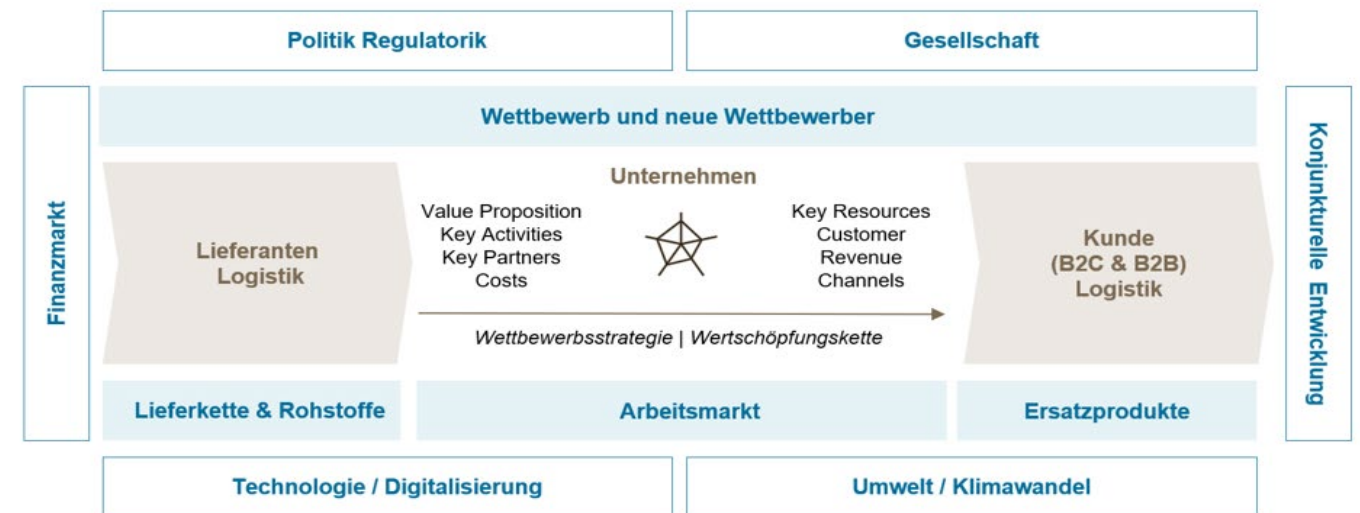 Politik Regulatorik
Gesellschaft
Finanzmarkt
Wettbewerb und neue Wettbewerber
Konjunkturelle Entwicklung
Lieferanten
Logistik
Unternehmen
Value Proposition
Key Activities
Key Partners
Costs
Key Resources
Customer
Revenue
Channels
Wettbewerbsstrategie | Wertschöpfungskette
Kunde
(B2C & B2B)
Logistik
Lieferkette & Rohstoffe
Arbeitsmarkt
Ersatzprodukte
Technologie / Digitalisierung
Umwelt / Klimawandel